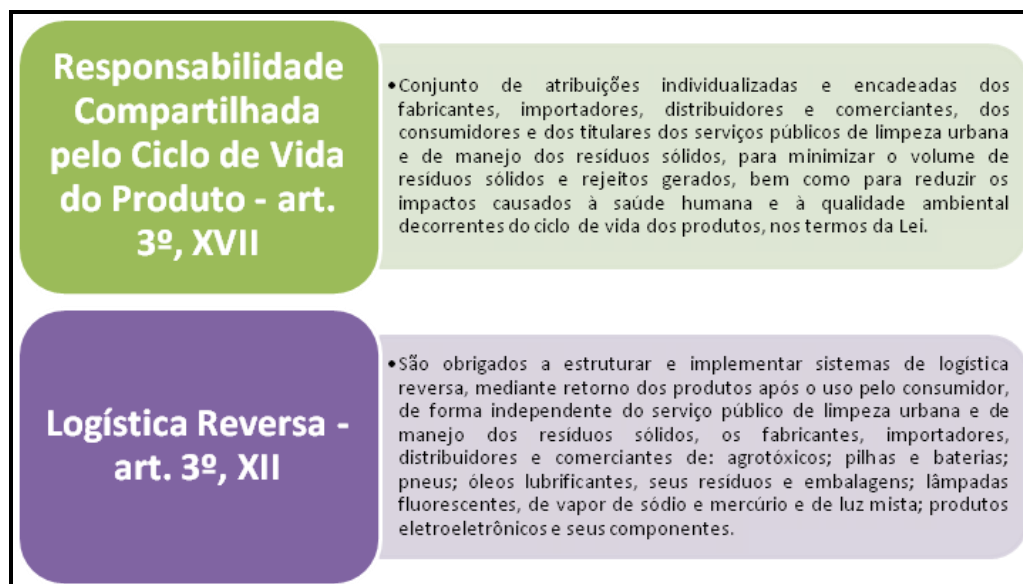 Responsabilidade
Compartilhada
pelo Ciclo de Vida
do Produto - art.
3º, XVII
•Conjunto de atribuições individualizadas e encadeadas dos
fabricantes, importadores, distribuidores e comerciantes, dos
consumidores e dos titulares dos serviços públicos de limpeza urbana
e de manejo dos resíduos sólidos, para minimizar o volume de
resíduos sólidos e rejeitos gerados, bem como para reduzir os
impactos causados à saúde humana e à qualidade ambiental
decorrentes do ciclo de vida dos produtos, nos termos da Lei.
Logística Reversa -
art. 3º, XII
•São obrigados a estruturar e implementar sistemas de logística
reversa, mediante retorno dos produtos após o uso pelo consumidor,
de forma independente do serviço público de limpeza urbana e de
manejo dos resíduos sólidos, os fabricantes, importadores,
distribuidores e comerciantes de: agrotóxicos; pilhas e baterias;
pneus; óleos lubrificantes, seus resíduos e embalagens; lâmpadas
fluorescentes, de vapor de sódio e mercúrio e de luz mista; produtos
eletroeletrônicos e seus componentes.